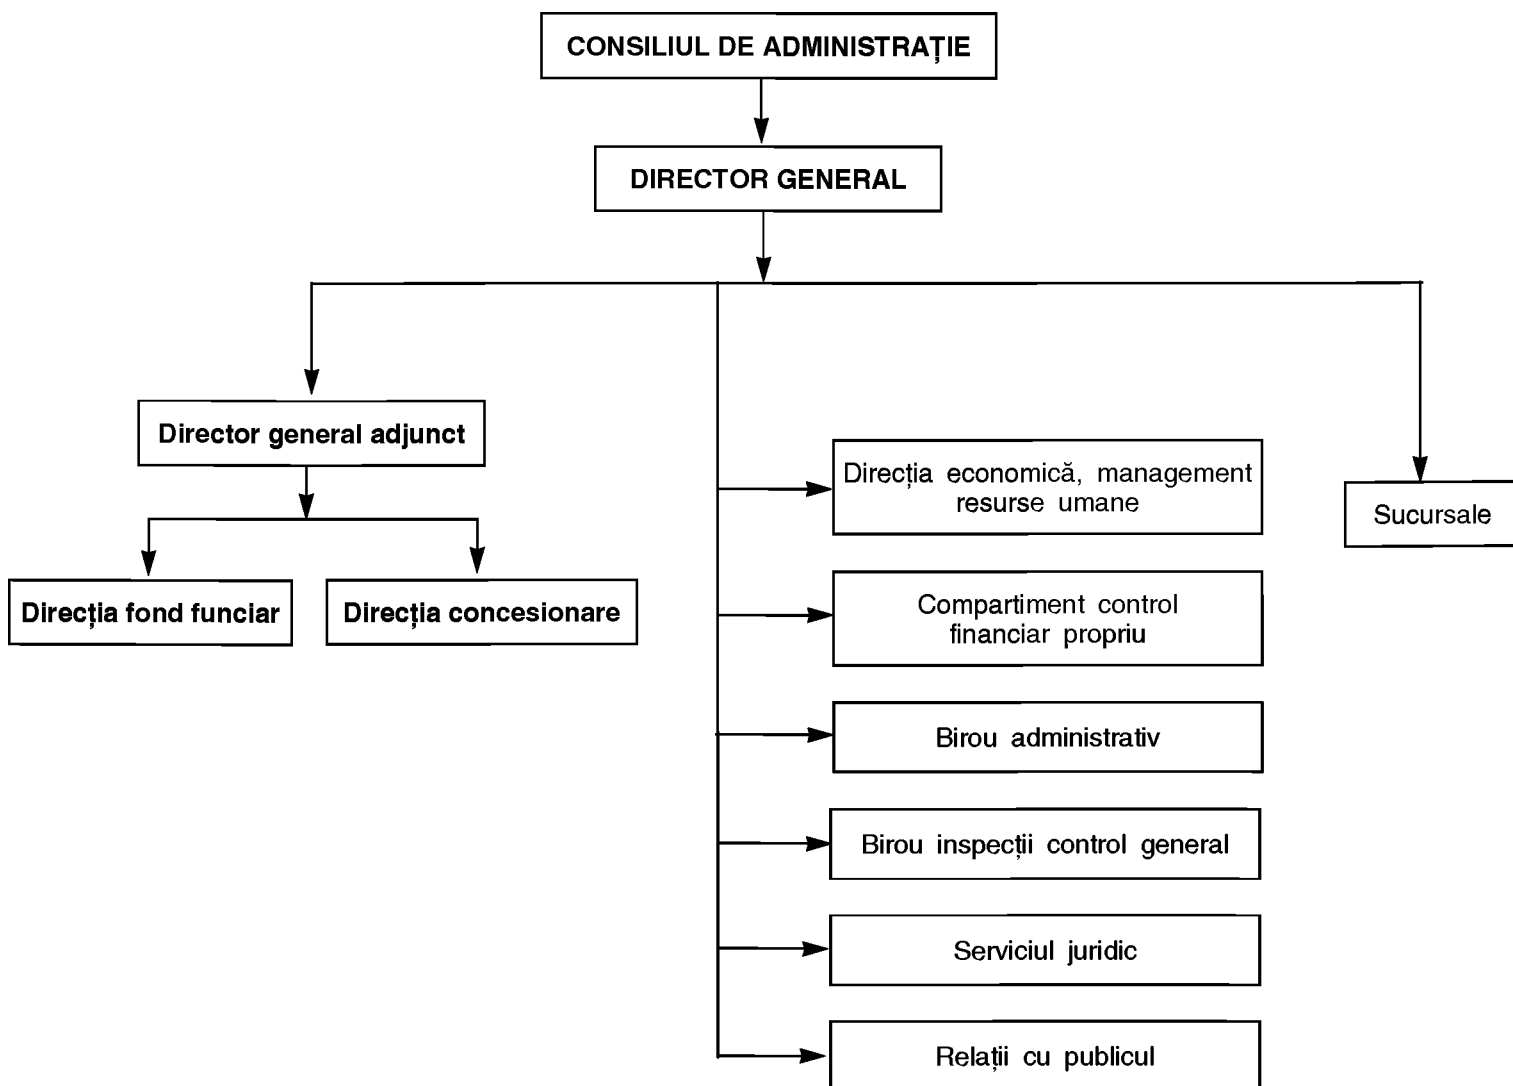 CONSILIUL DE ADMINISTRAȚIE
DIRECTOR GENERAL
Director general adjunct
Direcția fond funciar
Direcția concesionare
Direcția economică, management
resurse umane
Compartiment control
financiar propriu
Birou administrativ
Birou inspecții control general
Serviciul juridic
Relații cu publicul
Sucursale